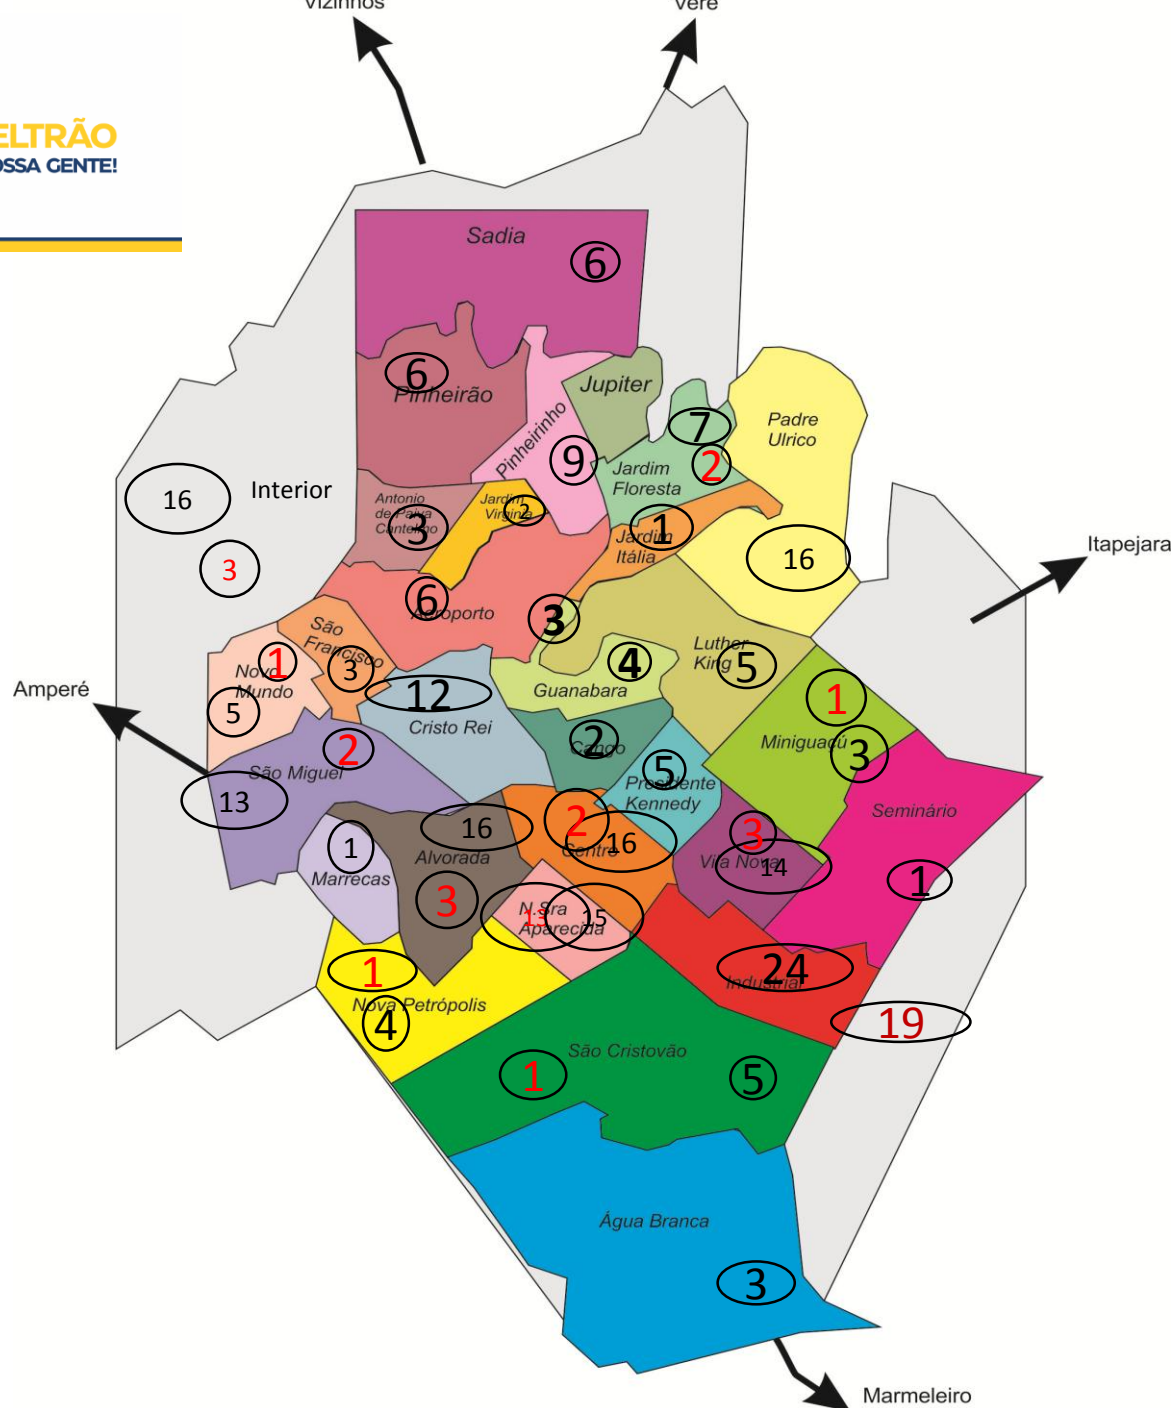 Vizinhos
Verê
ELTRÃO
OSSA GENTE!
Sadia
6
6
Pinheirão
Jupiter
Pinheirinho
9
7
2
Padre
Ulrico
Jardim
Floresta
16
Interior
3
Antonio
de Paiva
Cantelmo
3
Jardim
Virginia
2
1
Jardim
Itália
16
Itapejara
6
Aeroporto
3
São
Francisco
3
Novo
Mundo
1
5
Amperé
12
Cristo Rei
4
Guanabara
Luther
King
5
1
Miniguaçú
3
2
São Miguel
13
2
Cango
5
Presidente
Kennedy
Seminário
1
1
Marrecas
16
Alvorada
3
2
16
Centro
3
Vila Nova
14
13
15
N.Sra
Aparecida
24
Industrial
19
1
Nova Petrópolis
4
São Cristovão
1
5
Água Branca
3
Marmeleiro